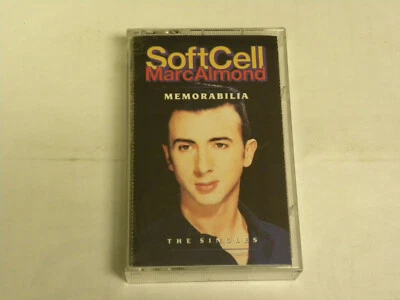 SoftCell
MarcAlmond
MEMORABILIA
THE SINGLES